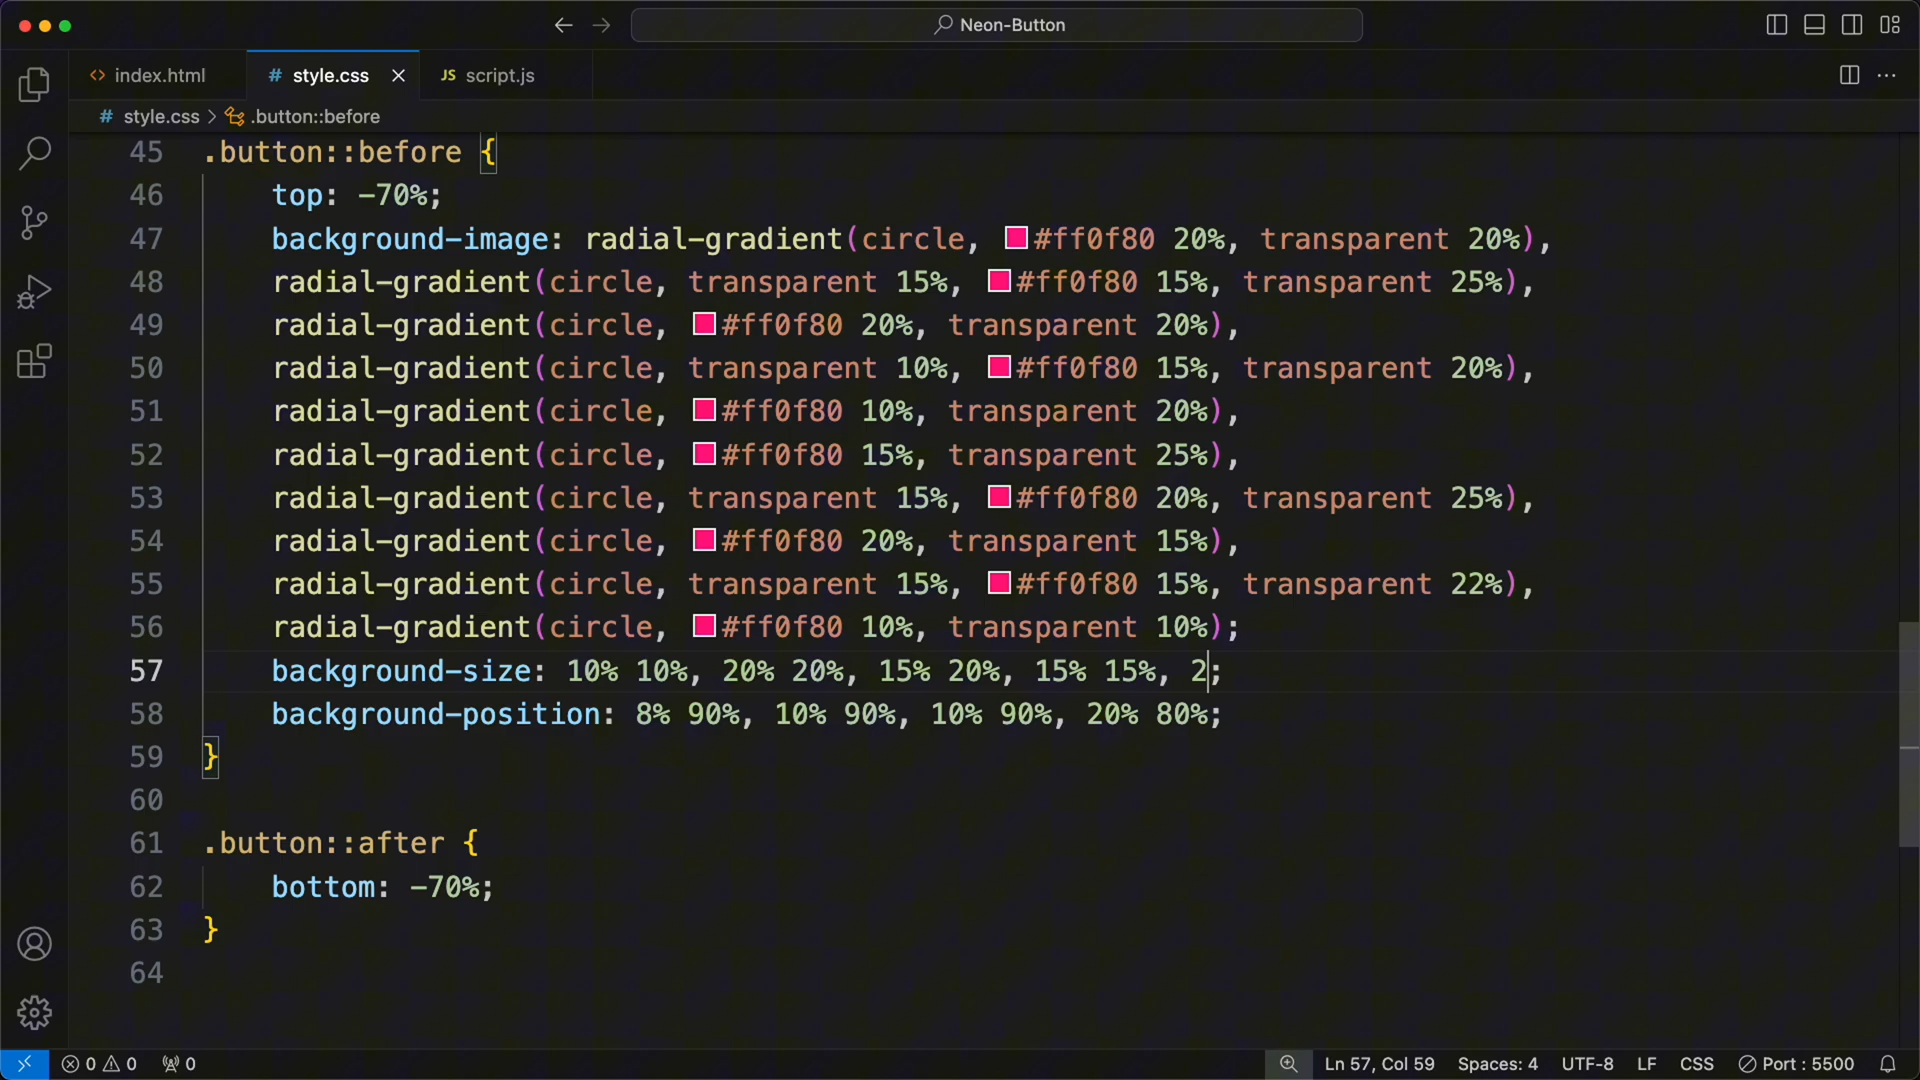 Neon-Button
<> index.html # style.css × JS script.js ...
# style.css > .button::before
45 .button::before {
46 top: -70%;
47 background-image: radial-gradient(circle, #ff0f80 20%, transparent 20%),
48 radial-gradient(circle, transparent 15%, #ff0f80 15%, transparent 25%),
49 radial-gradient(circle, #ff0f80 20%, transparent 20%),
50 radial-gradient(circle, transparent 10%, #ff0f80 15%, transparent 20%),
51 radial-gradient(circle, #ff0f80 10%, transparent 20%),
52 radial-gradient(circle, #ff0f80 15%, transparent 25%),
53 radial-gradient(circle, transparent 15%, #ff0f80 20%, transparent 25%),
54 radial-gradient(circle, #ff0f80 20%, transparent 15%),
55 radial-gradient(circle, transparent 15%, #ff0f80 15%, transparent 22%),
56 radial-gradient(circle, #ff0f80 10%, transparent 10%);
57 background-size: 10% 10%, 20% 20%, 15% 20%, 15% 15%, 2;
58 background-position: 8% 90%, 10% 90%, 10% 90%, 20% 80%;
59 }
60
61 .button::after {
62 bottom: -70%;
63 }
64
0 0 0 Ln 57, Col 59 Spaces: 4 UTF-8 LF CSS Port : 5500